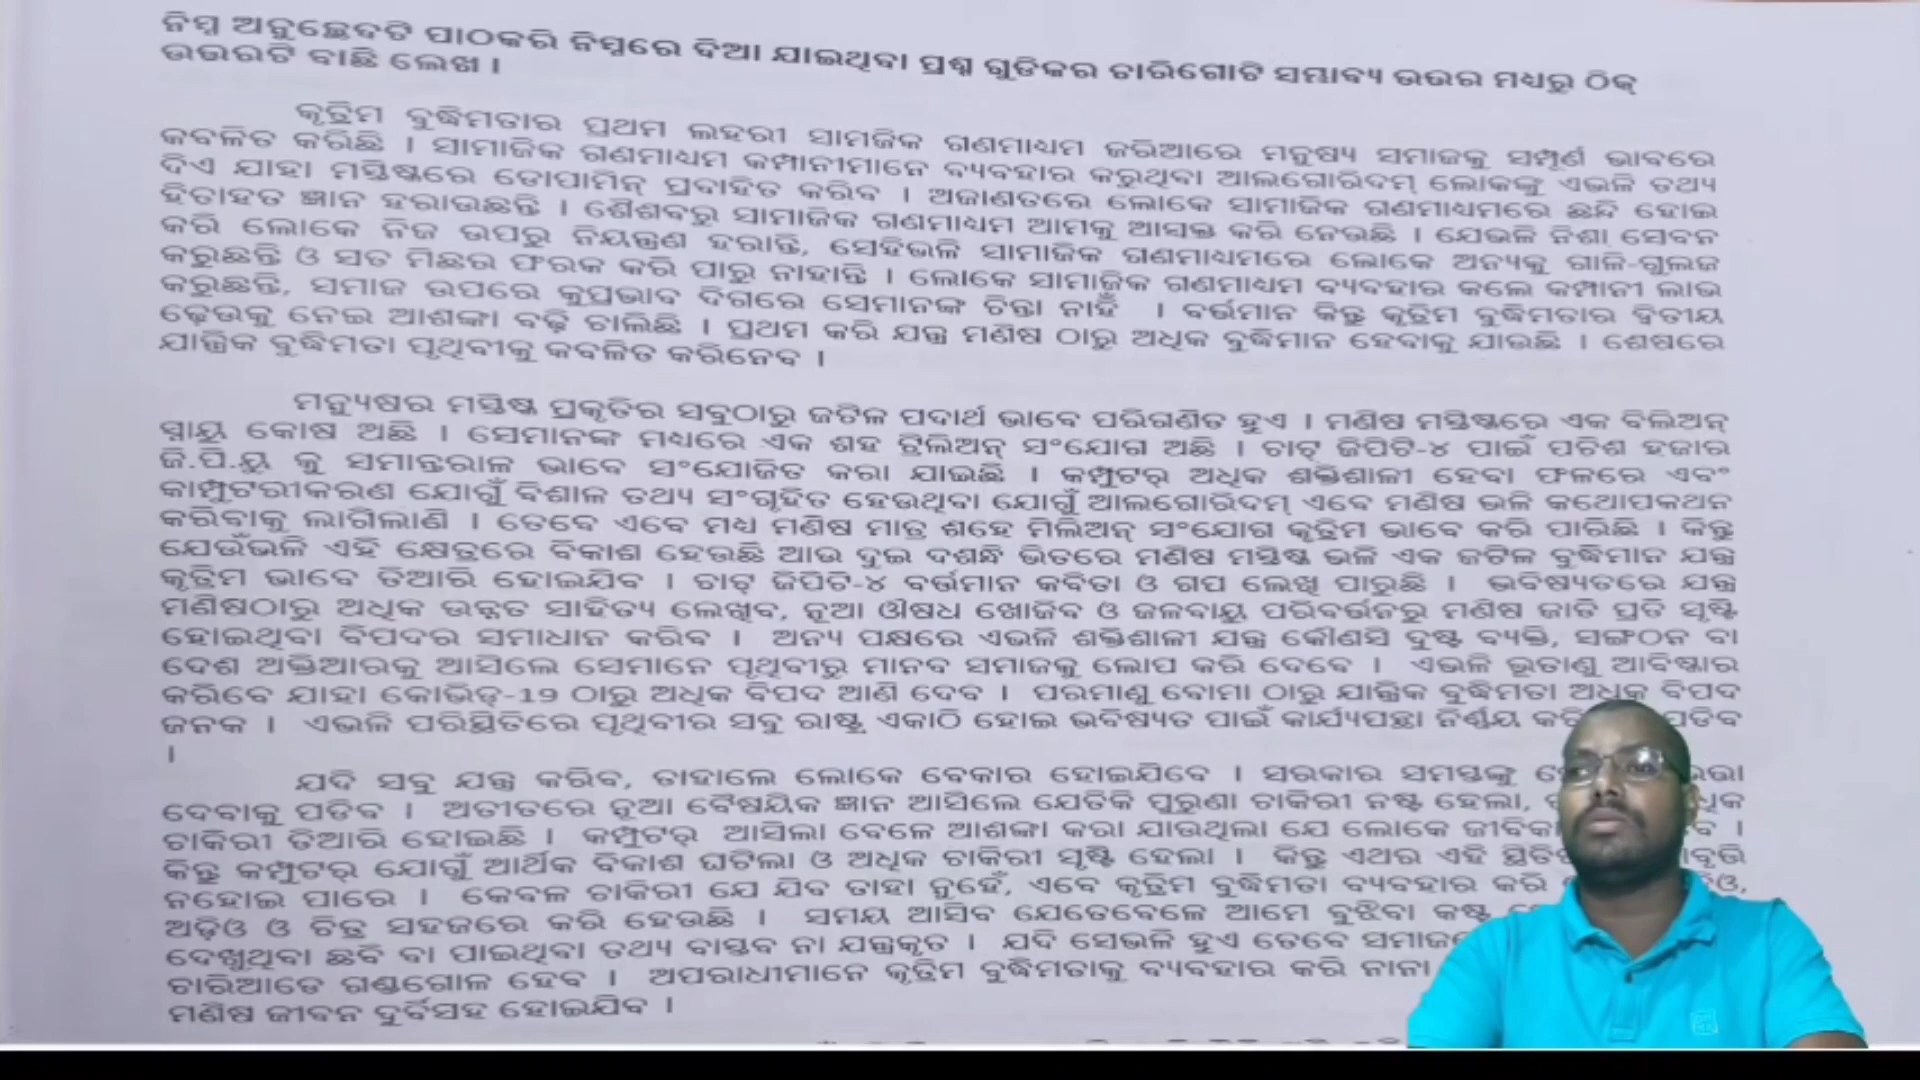 ନିମ୍ନ ଅନୁଚ୍ଛେଦଟି ପାଠକରି ନିମ୍ନରେ ଦିଆ ଯାଇଥିବା ପ୍ରଶ୍ନ ଗୁଡିକର ଚାରିଗୋଟି ସମ୍ଭାବ୍ୟ ଉତ୍ତର ମଧ୍ୟରୁ ଠିକ୍
ଉତ୍ତରଟି ବାଛି ଲେଖ ।
କୃତ୍ରିମ ବୁଦ୍ଧିମତାର ପ୍ରଥମ ଲହରୀ ସାମଜିକ ଗଣମାଧ୍ୟମ ଜରିଆରେ ମନୁଷ୍ୟ ସମାଜକୁ ସମ୍ପୂର୍ଣ ଭାବରେ
କବଳିତ କରିଛି । ସାମାଜିକ ଗଣମାଧ୍ୟମ କମ୍ପାନୀମାନେ ବ୍ୟବହାର କରୁଥିବା ଆଲଗୋରିଦମ୍ ଲୋକଙ୍କୁ ଏଭଳି ତଥ୍ୟ
ଦିଏ ଯାହା ମସ୍ତିଷ୍କରେ ଡୋପାମିନ୍ ପ୍ରବାହିତ କରିବ । ଅଜାଣତରେ ଲୋକେ ସାମାଜିକ ଗଣମାଧ୍ୟମରେ ଛନ୍ଦି ହୋଇ
ହିତାହତ ଜ୍ଞାନ ହରାଉଛନ୍ତି । ଶୈଶବରୁ ସାମାଜିକ ଗଣମାଧ୍ୟମ ଆମକୁ ଆସକ୍ତ କରି ନେଉଛି । ଯେଭଳି ନିଶା ସେବନ
କରି ଲୋକେ ନିଜ ଉପରୁ ନିୟନ୍ତ୍ରଣ ହରାନ୍ତି, ସେହିଭଳି ସାମାଜିକ ଗଣମାଧ୍ୟମରେ ଲୋକେ ଅନ୍ୟକୁ ଗାଳି-ଗୁଲଜ
କରୁଛନ୍ତି ଓ ସତ ମିଛର ଫରକ କରି ପାରୁ ନାହାନ୍ତି । ଲୋକେ ସାମାଜିକ ଗଣମାଧ୍ୟମ ବ୍ୟବହାର କଲେ କମ୍ପାନୀ ଲାଭ
କରୁଛନ୍ତି, ସମାଜ ଉପରେ କୁପ୍ରଭାବ ଦିଗରେ ସେମାନଙ୍କ ଚିନ୍ତା ନାହିଁ । ବର୍ତ୍ତମାନ କିନ୍ତୁ କୃତ୍ରିମ ବୁଦ୍ଧିମତାର ଦ୍ୱିତୀୟ
ଢେଉକୁ ନେଇ ଆଶଙ୍କା ବଢ଼ି ଚାଲିଛି । ପ୍ରଥମ କରି ଯନ୍ତ୍ର ମଣିଷ ଠାରୁ ଅଧିକ ବୁଦ୍ଧିମାନ ହେବାକୁ ଯାଉଛି । ଶେଷରେ
ଯାନ୍ତ୍ରିକ ବୁଦ୍ଧିମତା ପୃଥିବୀକୁ କବଳିତ କରିନେବ ।
ମନ୍ୟୁଷର ମସ୍ତିଷ୍କ ପ୍ରକୃତିର ସବୁଠାରୁ ଜଟିଳ ପଦାର୍ଥ ଭାବେ ପରିଗଣିତ ହୁଏ । ମଣିଷ ମସ୍ତିଷ୍କରେ ଏକ ବିଲିଅନ୍
ସ୍ନାୟୁ କୋଷ ଅଛି । ସେମାନଙ୍କ ମଧ୍ୟରେ ଏକ ଶହ ଟ୍ରିଲିଅନ୍ ସଂଯୋଗ ଅଛି । ଚାଟ୍ ଜିପିଟି-୪ ପାଇଁ ପଚିଶ ହଜାର
ଜି.ପି.ୟୁ କୁ ସମାନ୍ତରାଳ ଭାବେ ସଂଯୋଜିତ କରା ଯାଇଛି । କମ୍ପୁଟର୍ ଅଧିକ ଶକ୍ତିଶାଳୀ ହେବା ଫଳରେ ଏବଂ
କାମ୍ପୁଟରୀକରଣ ଯୋଗୁଁ ବିଶାଳ ତଥ୍ୟ ସଂଗୃହିତ ହେଉଥିବା ଯୋଗୁଁ ଆଲଗୋରିଦମ୍ ଏବେ ମଣିଷ ଭଳି କଥୋପକଥନ
କରିବାକୁ ଲାଗିଲାଣି । ତେବେ ଏବେ ମଧ୍ୟ ମଣିଷ ମାତ୍ର ଶହେ ମିଲିଅନ୍ ସଂଯୋଗ କୃତ୍ରିମ ଭାବେ କରି ପାରିଛି । କିନ୍ତୁ
ଯେଉଁଭଳି ଏହି କ୍ଷେତ୍ରରେ ବିକାଶ ହେଉଛି ଆଉ ଦୁଇ ଦଶନ୍ଧି ଭିତରେ ମଣିଷ ମସ୍ତିଷ୍କ ଭଳି ଏକ ଜଟିଳ ବୁଦ୍ଧିମାନ ଯନ୍ତ୍ର
କୃତ୍ରିମ ଭାବେ ତିଆରି ହୋଇଯିବ । ଚାଟ୍ ଜିପିଟି-୪ ବର୍ତ୍ତମାନ କବିତା ଓ ଗପ ଲେଖି ପାରୁଛି । ଭବିଷ୍ୟତରେ ଯନ୍ତ୍ର
ମଣିଷଠାରୁ ଅଧିକ ଉନ୍ନତ ସାହିତ୍ୟ ଲେଖିବ, ନୂଆ ଔଷଧ ଖୋଜିବ ଓ ଜଳବାୟୁ ପରିବର୍ତ୍ତନରୁ ମଣିଷ ଜାତି ପ୍ରତି ସୃଷ୍ଟି
ହୋଇଥିବା ବିପଦର ସମାଧାନ କରିବ । ଅନ୍ୟ ପକ୍ଷରେ ଏଭଳି ଶକ୍ତିଶାଳୀ ଯନ୍ତ୍ର କୌଣସି ଦୁଷ୍ଟ ବ୍ୟକ୍ତି, ସଙ୍ଗଠନ ବା
ଦେଶ ଅକ୍ତିଆରକୁ ଆସିଲେ ସେମାନେ ପୃଥିବୀରୁ ମାନବ ସମାଜକୁ ଲୋପ କରି ଦେବେ । ଏଭଳି ଭୂତାଣୁ ଆବିଷ୍କାର
କରିବେ ଯାହା କୋଭିଡ୍-19 ଠାରୁ ଅଧିକ ବିପଦ ଆଣି ଦେବ । ପରମାଣୁ ବୋମା ଠାରୁ ଯାନ୍ତ୍ରିକ ବୁଦ୍ଧିମତା ଅଧିକ ବିପଦ
ଜନକ । ଏଭଳି ପରିସ୍ଥିତିରେ ପୃଥିବୀର ସବୁ ରାଷ୍ଟ୍ର ଏକାଠି ହୋଇ ଭବିଷ୍ୟତ ପାଇଁ କାର୍ଯ୍ୟପନ୍ଥା ନିର୍ଣ୍ଣୟ ପଡିବ
।
ଯଦି ସବୁ ଯନ୍ତ୍ର କରିବ, ତାହାଲେ ଲୋକେ ବେକାର ହୋଇଯିବେ । ସରକାର ସମସ୍ତଙ୍କୁ
ଦେବାକୁ ପଡିବ । ଅତୀତରେ ନୂଆ ବୈଷୟିକ ଜ୍ଞାନ ଆସିଲେ ଯେତିକି ପୁରୁଣା ଚାକିରୀ ନଷ୍ଟ ହେଲା,
ଚାକିରୀ ତିଆରି ହୋଇଛି । କମ୍ପୁଟର୍ ଆସିଲା ବେଳେ ଆଶଙ୍କା କରା ଯାଉଥିଲା ଯେ ଲୋକେ
କିନ୍ତୁ କମ୍ପୁଟର୍ ଯୋଗୁଁ ଆର୍ଥିକ ବିକାଶ ଘଟିଲା ଓ ଅଧିକ ଚାକିରୀ ସୃଷ୍ଟି ହେଲା । କିନ୍ତୁ ଏଥର ଏହି
ନହୋଇ ପାରେ । କେବଳ ଚାକିରୀ ଯେ ଯିବ ତାହା ନୁହେଁ, ଏବେ କୃତ୍ରିମ ବୁଦ୍ଧିମତା ବ୍ୟବହାର କରି
ଅଡ଼ିଓ ଓ ଚିତ୍ର ସହଜରେ କରି ହେଉଛି । ସମୟ ଆସିବ ଯେତେବେଳେ ଆମେ ବୁଝିବା କଷ୍ଟ
ଦେଖୁଥିବା ଛବି ବା ପାଇଥିବା ତଥ୍ୟ ବାସ୍ତବ ନା ଯନ୍ତ୍ରକୃତ । ଯଦି ସେଭଳି ହୁଏ ତେବେ
ଚାରିଆଡେ ଗଣ୍ଡଗୋଳ ହେବ । ଅପରାଧୀମାନେ କୃତ୍ରିମ ବୁଦ୍ଧିମତାକୁ ବ୍ୟବହାର କରି ନାନା
ମଣିଷ ଜୀବନ ଦୁର୍ବିସହ ହୋଇଯିବ ।